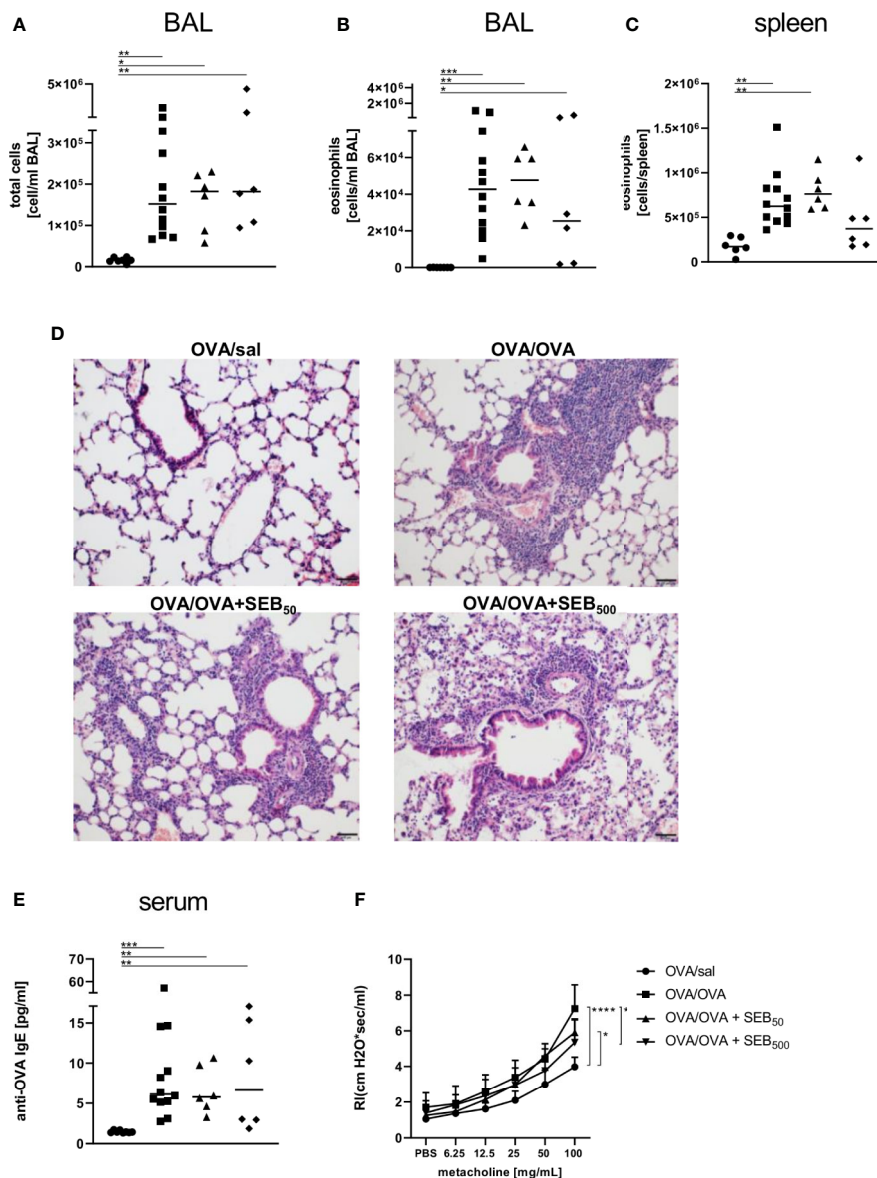 A
BAL
**
*
**
5×10⁶
3×10⁵
2×10⁵
1×10⁵
0
total cells
[cell/ml BAL]
B
BAL
***
**
*
4×10⁶
2×10⁶
6×10⁴
4×10⁴
2×10⁴
0
eosinophils
[cells/ml BAL]
C
spleen
**
**
2×10⁶
1×10⁶
1×10⁶
5×10⁵
0
eosinophils
[cells/spleen]
D
OVA/sal
OVA/OVA
OVA/OVA+SEB₅₀
OVA/OVA+SEB₅₀₀
E
serum
***
**
**
70
60
15
10
5
0
anti-OVA IgE [pg/ml]
F
10
8
6
4
2
0
RI(cm H2O*sec/ml)
PBS 6.25 12.5 25 50 100
metacholine [mg/mL]
****
*
OVA/sal
OVA/OVA
OVA/OVA + SEB₅₀
OVA/OVA + SEB₅₀₀